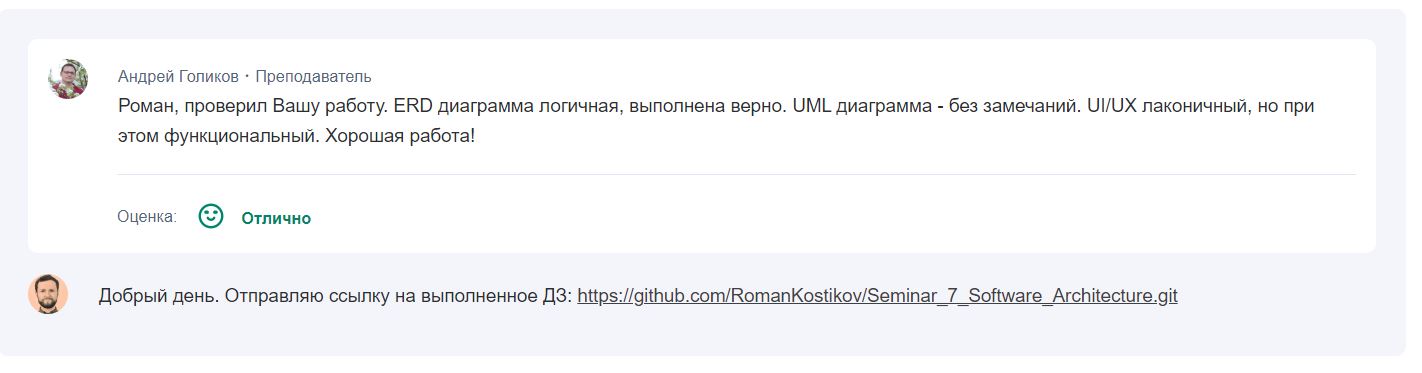 Андрей Голиков · Преподаватель
Роман, проверил Вашу работу. ERD диаграмма логичная, выполнена верно. UML диаграмма - без замечаний. UI/UX лаконичный, но при
этом функциональный. Хорошая работа!
Оценка: Отлично
Добрый день. Отправляю ссылку на выполненное ДЗ: https://github.com/RomanKostikov/Seminar_7_Software_Architecture.git